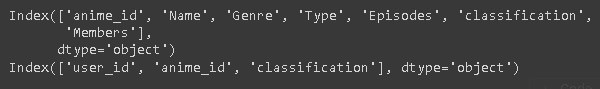 Index(['anime_id', 'Name', 'Genre', 'Type', 'Episodes', 'classification',
'Members'],
dtype='object')
Index(['user_id', 'anime_id', 'classification'], dtype='object')